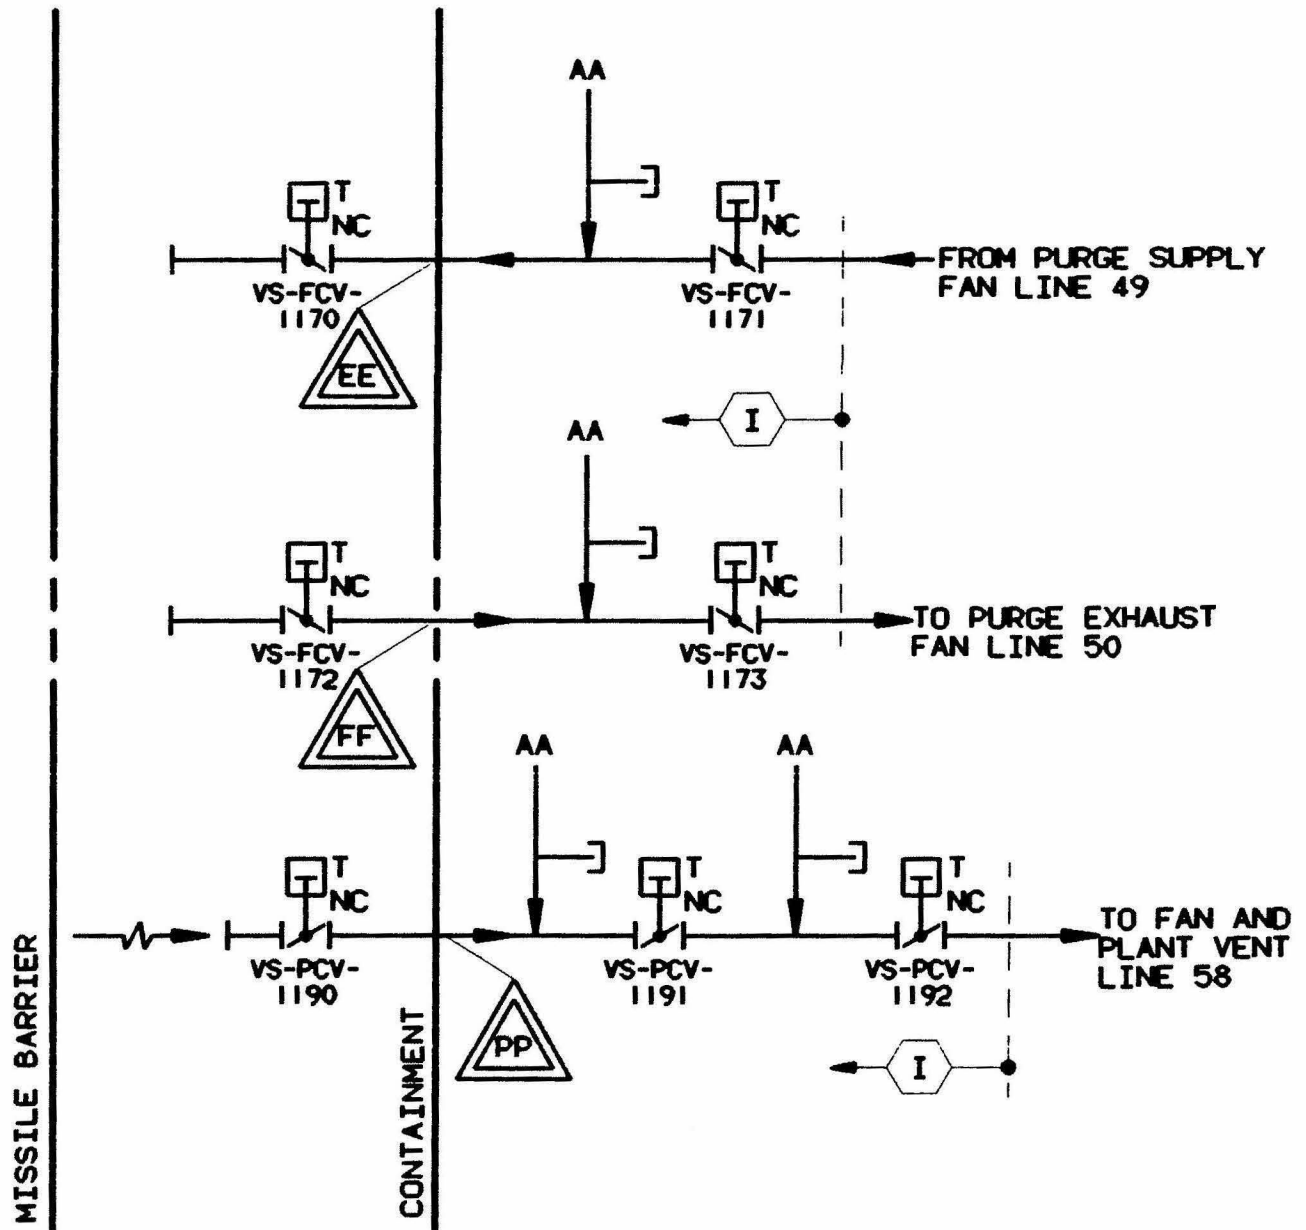 AA
T
NC
VS-FCV-
1170
EE
T
NC
VS-FCV-
1171
FROM PURGE SUPPLY
FAN LINE 49
I
AA
T
NC
VS-FCV-
1172
FF
T
NC
VS-FCV-
1173
TO PURGE EXHAUST
FAN LINE 50
AA
AA
T
NC
VS-PCV-
1190
PP
T
NC
VS-PCV-
1191
T
NC
VS-PCV-
1192
TO FAN AND
PLANT VENT
LINE 58
I
MISSILE BARRIER
CONTAINMENT